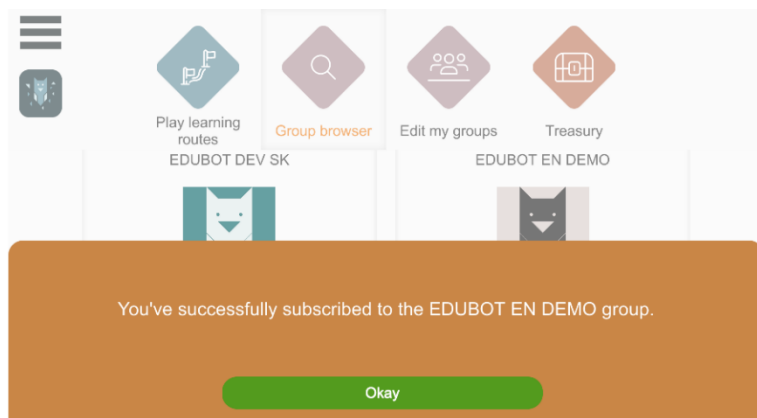 Play learning
routes
Group browser
Edit my groups
Treasury
EDUBOT DEV SK
EDUBOT EN DEMO
You've successfully subscribed to the EDUBOT EN DEMO group.
Okay